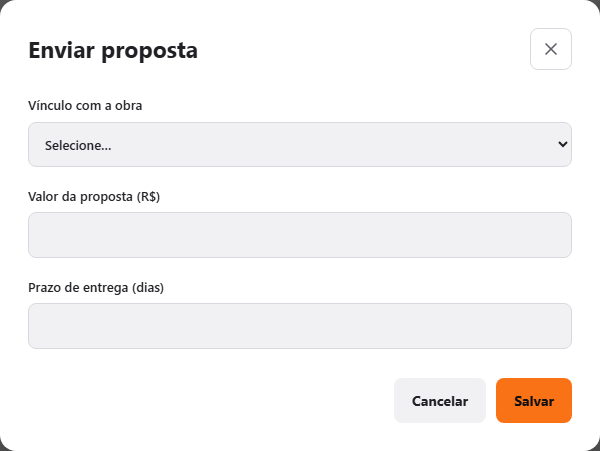 Enviar proposta
Vínculo com a obra
Selecione...
Valor da proposta (R$)
Prazo de entrega (dias)
Cancelar
Salvar